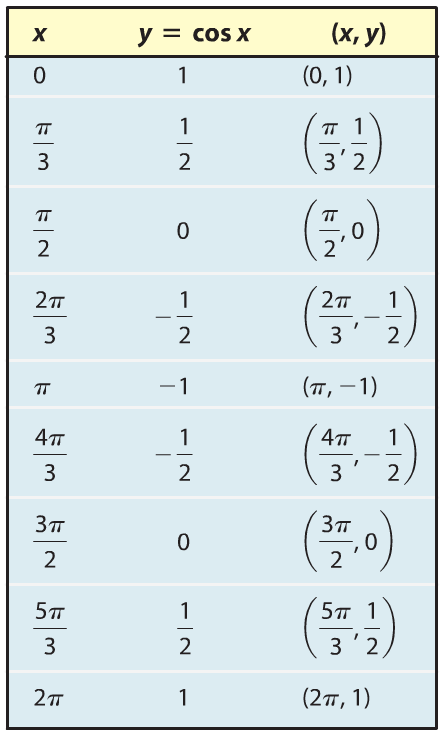 x y = cos x (x, y)
0 1 (0, 1)
π/3 1/2 (π/3, 1/2)
π/2 0 (π/2, 0)
2π/3 −1/2 (2π/3, −1/2)
π −1 (π, −1)
4π/3 −1/2 (4π/3, −1/2)
3π/2 0 (3π/2, 0)
5π/3 1/2 (5π/3, 1/2)
2π 1 (2π, 1)